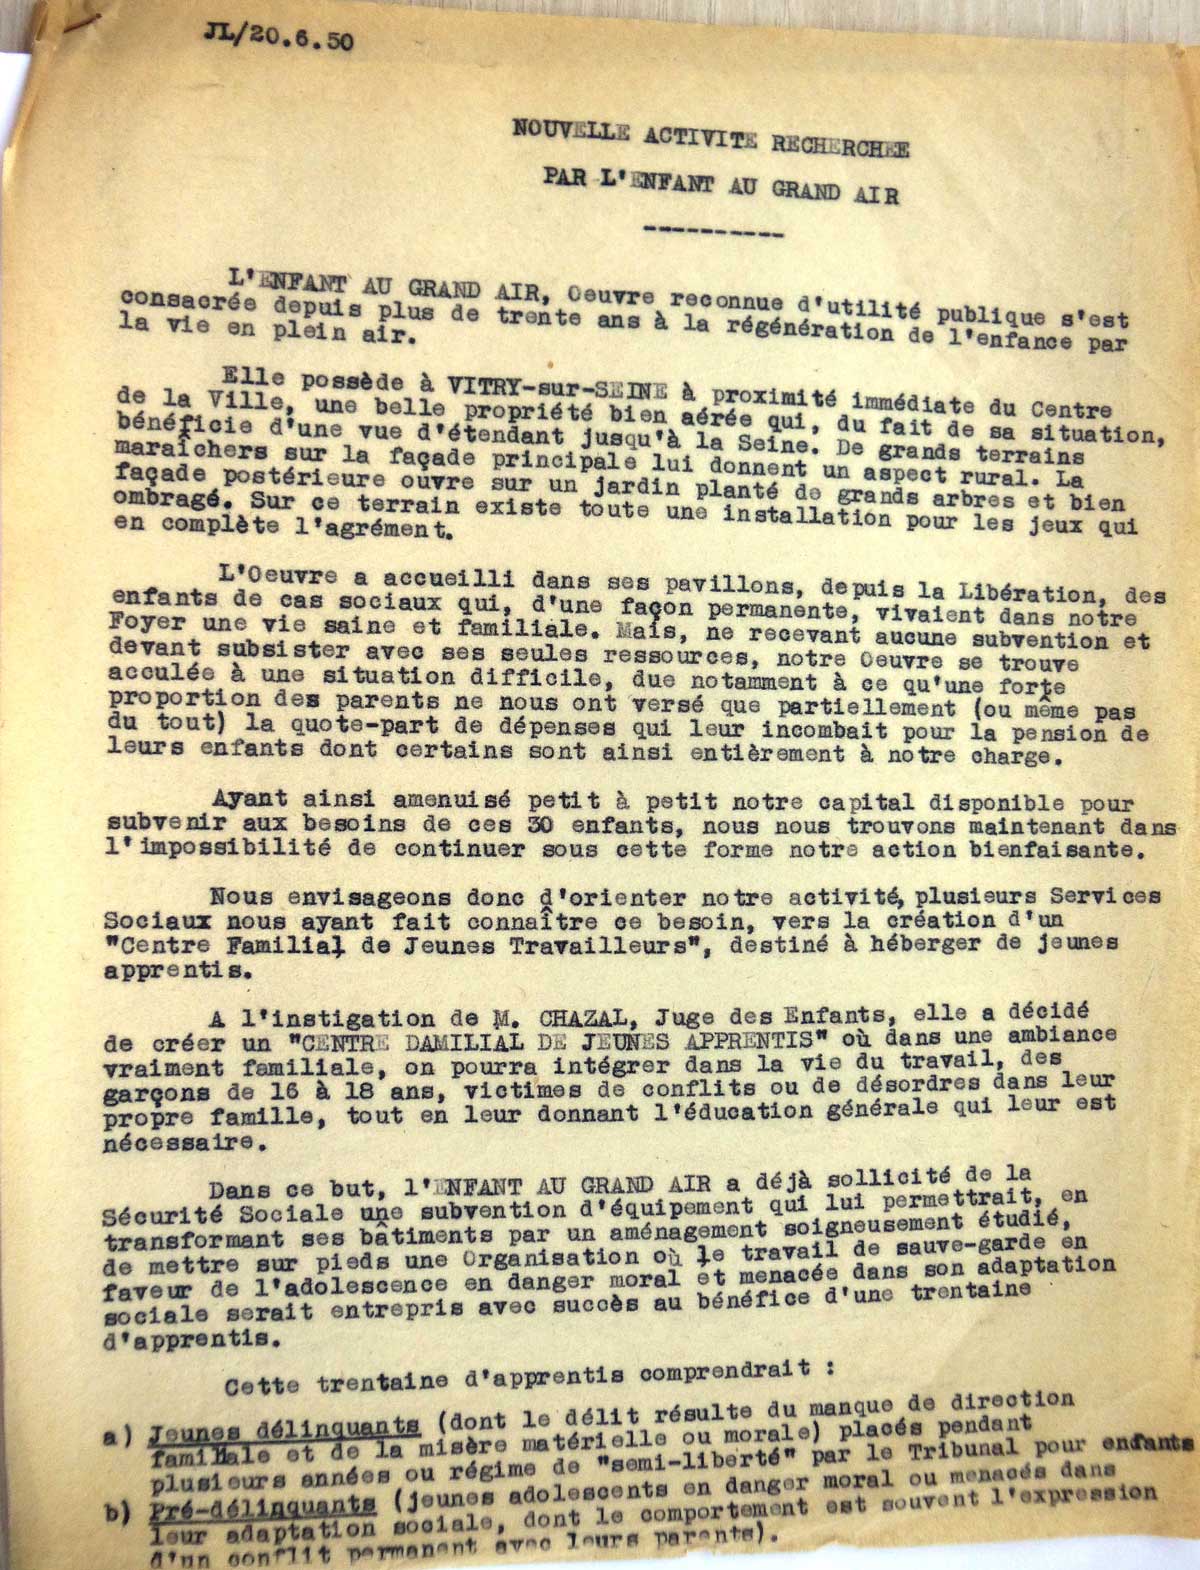 JL/20.6.50
NOUVELLE ACTIVITE RECHERCHEE
PAR L'ENFANT AU GRAND AIR
----------
L'ENFANT AU GRAND AIR, Oeuvre reconnue d'utilité publique s'est
consacrée depuis plus de trente ans à la régénération de l'enfance par
la vie en plein air.
Elle possède à VITRY-sur-SEINE à proximité immédiate du Centre
de la Ville, une belle propriété bien aérée qui, du fait de sa situation,
bénéficie d'une vue d'étendant jusqu'à la Seine. De grands terrains
maraîchers sur la façade principale lui donnent un aspect rural. La
façade postérieure ouvre sur un jardin planté de grands arbres et bien
ombragé. Sur ce terrain existe toute une installation pour les jeux qui
en complète l'agrément.
L'Oeuvre a accueilli dans ses pavillons, depuis la Libération, des
enfants de cas sociaux qui, d'une façon permanente, vivaient dans notre
Foyer une vie saine et familiale. Mais, ne recevant aucune subvention et
devant subsister avec ses seules ressources, notre Oeuvre se trouve
acculée à une situation difficile, due notamment à ce qu'une forte
proportion des parents ne nous ont versé que partiellement (ou même pas
du tout) la quote-part de dépenses qui leur incombait pour la pension de
leurs enfants dont certains sont ainsi entièrement à notre charge.
Ayant ainsi amenuisé petit à petit notre capital disponible pour
subvenir aux besoins de ces 30 enfants, nous nous trouvons maintenant dans
l'impossibilité de continuer sous cette forme notre action bienfaisante.
Nous envisageons donc d'orienter notre activité, plusieurs Services
Sociaux nous ayant fait connaître ce besoin, vers la création d'un
"Centre Familial de Jeunes Travailleurs", destiné à héberger de jeunes
apprentis.
A l'instigation de M. CHAZAL, Juge des Enfants, elle a décidé
de créer un "CENTRE DAMILIAL DE JEUNES APPRENTIS" où dans une ambiance
vraiment familiale, on pourra intégrer dans la vie du travail, des
garçons de 16 à 18 ans, victimes de conflits ou de désordres dans leur
propre famille, tout en leur donnant l'éducation générale qui leur est
nécessaire.
Dans ce but, l'ENFANT AU GRAND AIR a déjà sollicité de la
Sécurité Sociale une subvention d'équipement qui lui permettrait, en
transformant ses bâtiments par un aménagement soigneusement étudié,
de mettre sur pieds une Organisation où le travail de sauve-garde en
faveur de l'adolescence en danger moral et menacée dans son adaptation
sociale serait entrepris avec succès au bénéfice d'une trentaine
d'apprentis.
Cette trentaine d'apprentis comprendrait :
a) Jeunes délinquants (dont le délit résulte du manque de direction
familiale et de la misère matérielle ou morale) placés pendant
plusieurs années ou régime de "semi-liberté" par le Tribunal pour enfants
b) Pré-délinquants (jeunes adolescents en danger moral ou menacés dans
leur adaptation sociale, dont le comportement est souvent l'expression
d'un conflit permanent avec leurs parents).